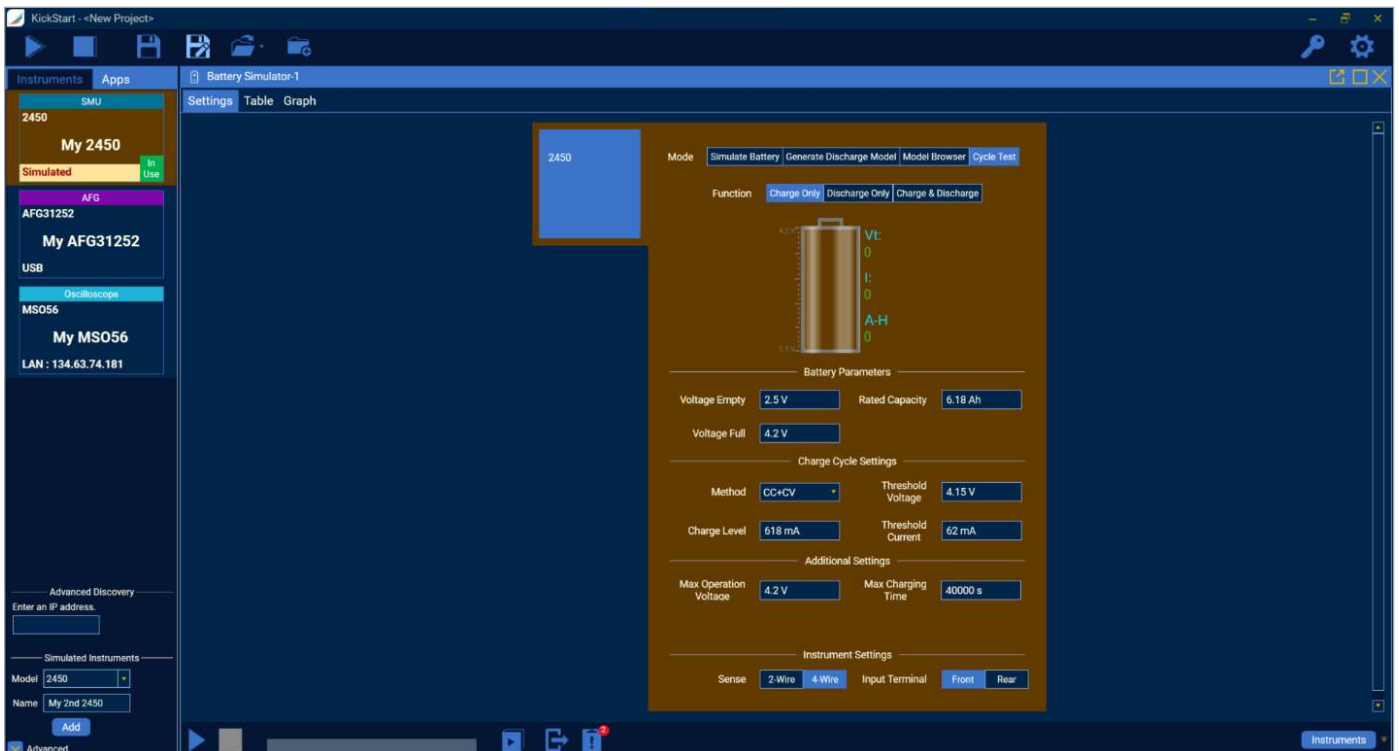 KickStart - <New Project>
Instruments Apps
SMU
2450
My 2450
Simulated
In
Use
AFG
AFG31252
My AFG31252
USB
Oscilloscope
MSO56
My MSO56
LAN : 134.63.74.181
Advanced Discovery
Enter an IP address.
Simulated Instruments
Model 2450
Name My 2nd 2450
Add
Advanced
Battery Simulator-1
Settings Table Graph
2450
Mode Simulate Battery Generate Discharge Model Model Browser Cycle Test
Function Charge Only Discharge Only Charge & Discharge
Vt:
0
I:
0
A-H
0
Battery Parameters
Voltage Empty 2.5 V Rated Capacity 6.18 Ah
Voltage Full 4.2 V
Charge Cycle Settings
Method CC+CV Threshold Voltage 4.15 V
Charge Level 618 mA Threshold Current 62 mA
Additional Settings
Max Operation Voltage 4.2 V Max Charging Time 40000 s
Instrument Settings
Sense 2-Wire 4-Wire Input Terminal Front Rear
2
Instruments